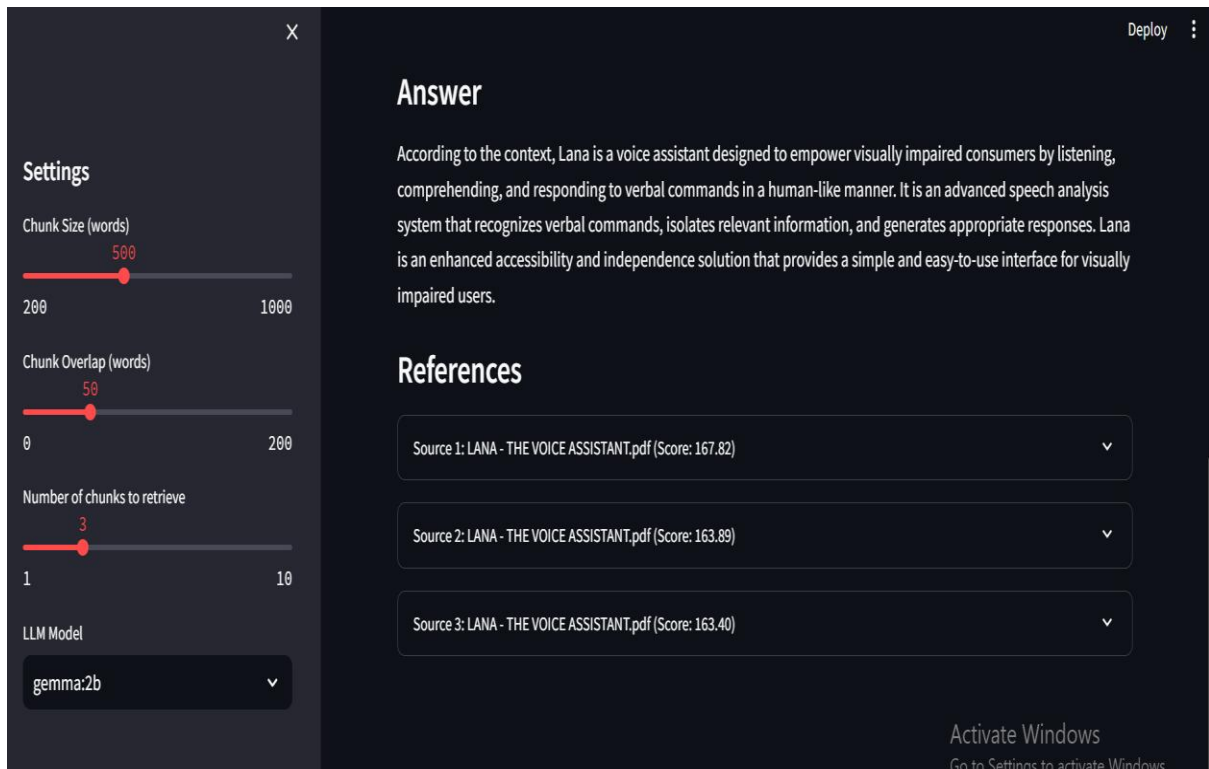 X
Settings
Chunk Size (words)
500
200 1000
Chunk Overlap (words)
50
0 200
Number of chunks to retrieve
3
1 10
LLM Model
gemma:2b
Deploy
Answer
According to the context, Lana is a voice assistant designed to empower visually impaired consumers by listening,
comprehending, and responding to verbal commands in a human-like manner. It is an advanced speech analysis
system that recognizes verbal commands, isolates relevant information, and generates appropriate responses. Lana
is an enhanced accessibility and independence solution that provides a simple and easy-to-use interface for visually
impaired users.
References
Source 1: LANA - THE VOICE ASSISTANT.pdf (Score: 167.82)
Source 2: LANA - THE VOICE ASSISTANT.pdf (Score: 163.89)
Source 3: LANA - THE VOICE ASSISTANT.pdf (Score: 163.40)
Activate Windows
Go to Settings to activate Windows